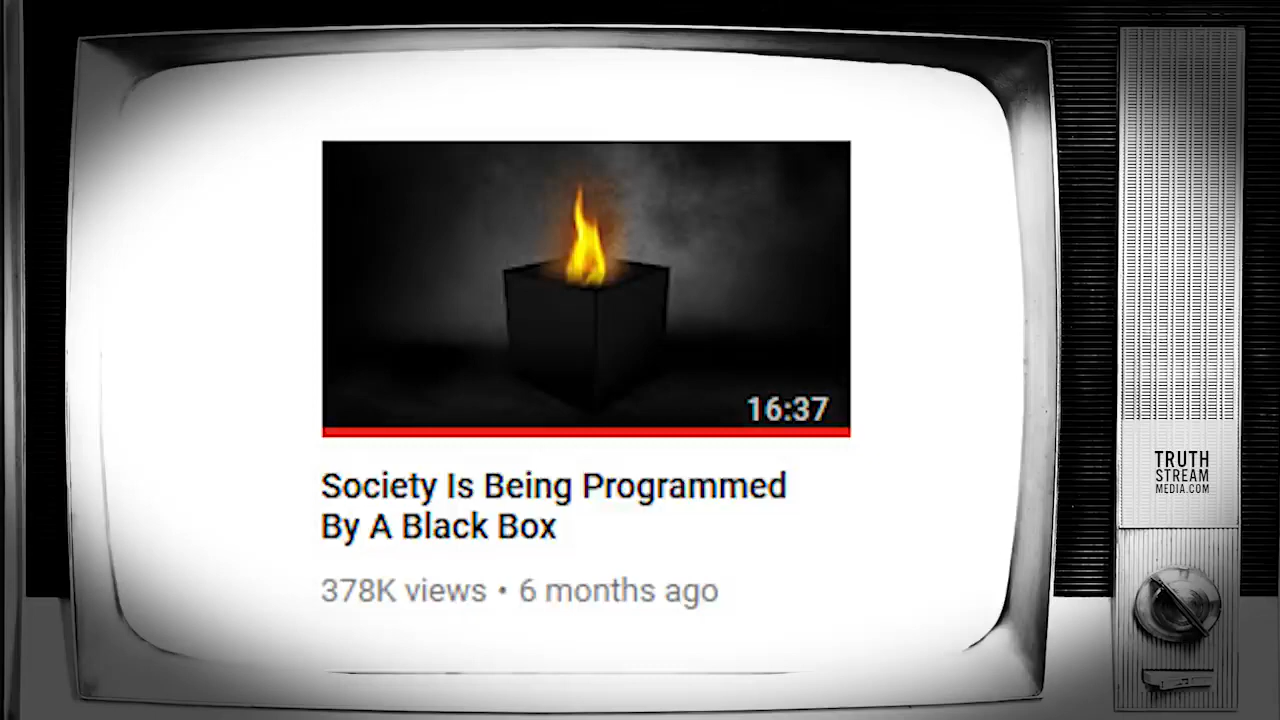 16:37
Society Is Being Programmed
By A Black Box
378K views • 6 months ago
TRUTH
STREAM
MEDIA.COM